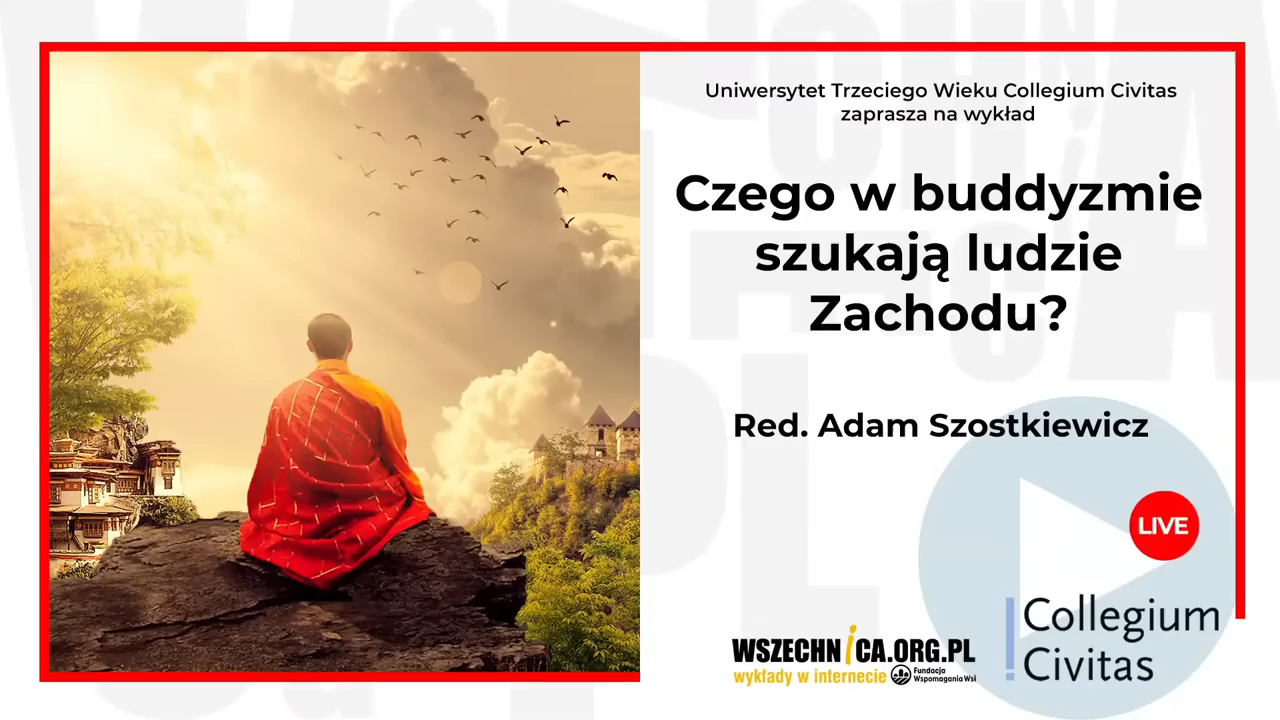 Uniwersytet Trzeciego Wieku Collegium Civitas
zaprasza na wykład
Czego w buddyzmie
szukają ludzie
Zachodu?
Red. Adam Szostkiewicz
LIVE
Collegium
Civitas
WSZECHNiCA.ORG.PL
wykłady w internecie
Fundacja
Wspomagania Wsi